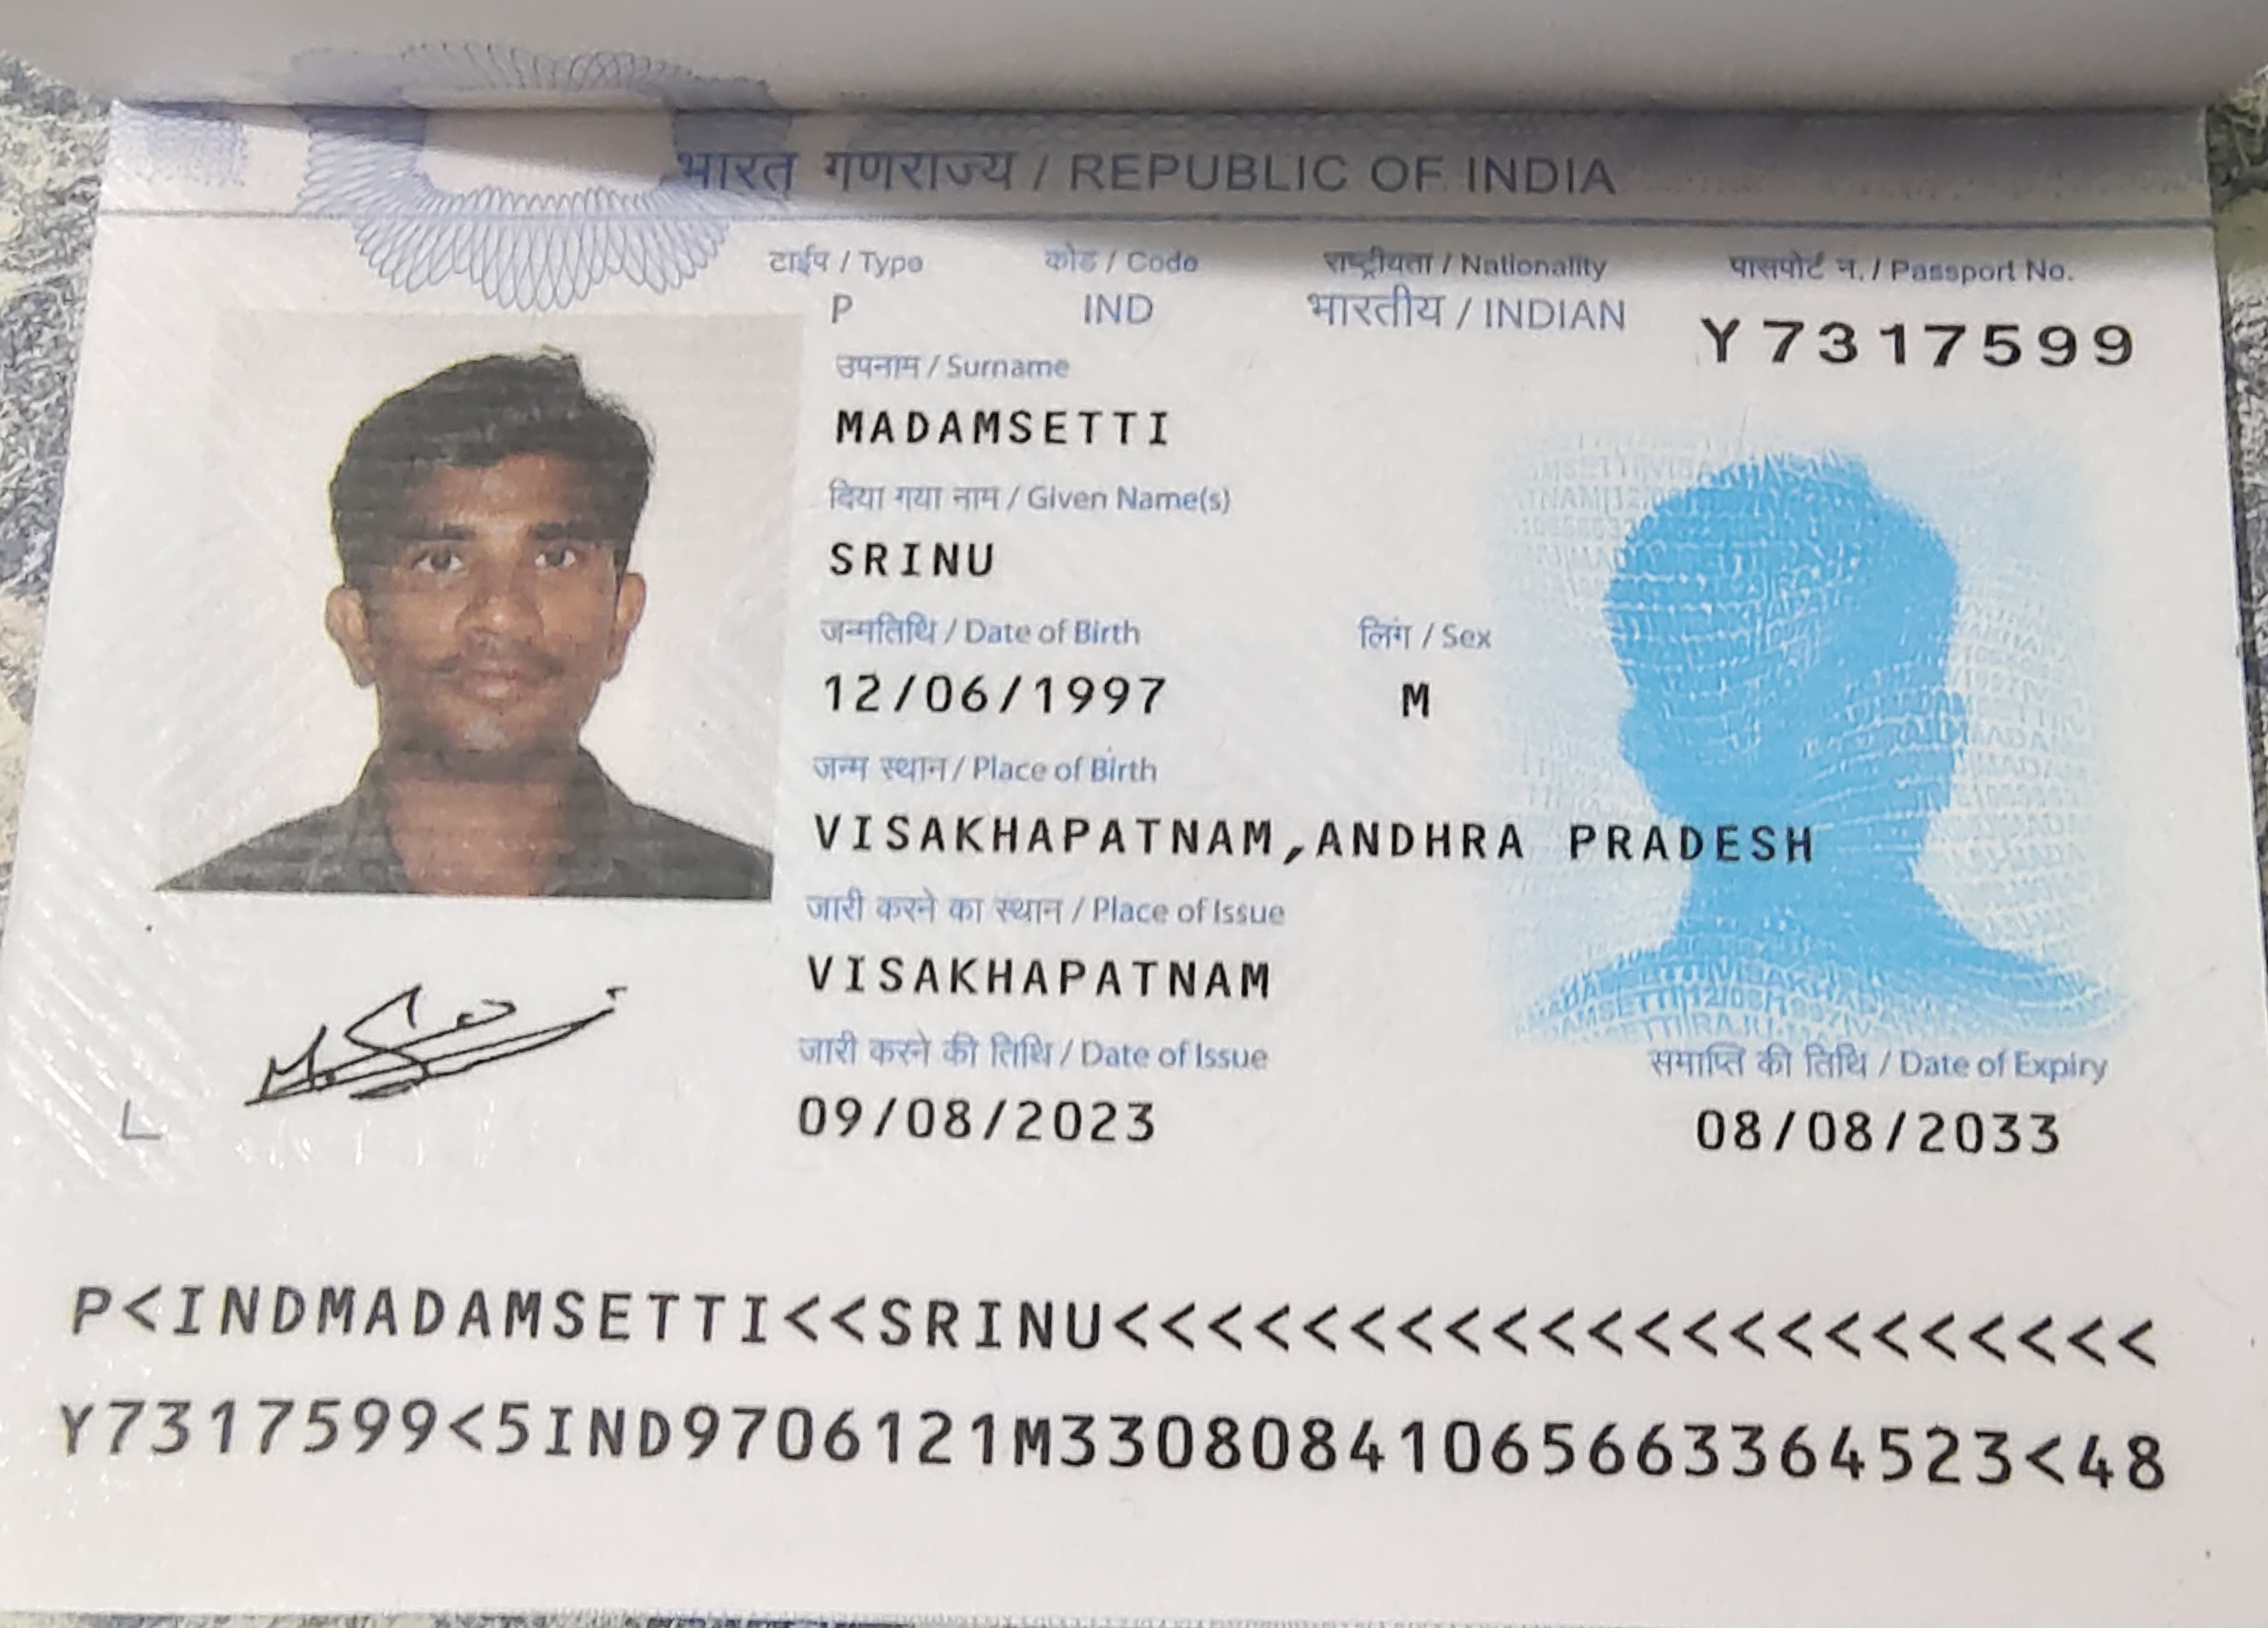 भारत गणराज्य / REPUBLIC OF INDIA
टाईप / Type
कोड / Code
राष्ट्रीयता / Nationality
पासपोर्ट न. / Passport No.
P
IND
भारतीय / INDIAN
Y7317599
उपनाम / Surname
MADAMSETTI
दिया गया नाम / Given Name(s)
SRINU
जन्मतिथि / Date of Birth
लिंग / Sex
12/06/1997
M
जन्म स्थान / Place of Birth
VISAKHAPATNAM,ANDHRA PRADESH
जारी करने का स्थान / Place of Issue
VISAKHAPATNAM
जारी करने की तिथि / Date of Issue
समाप्ति की तिथि / Date of Expiry
09/08/2023
08/08/2033
P<INDMADAMSETTI<<SRINU<<<<<<<<<<<<<<<<<<<<<<
Y7317599<5IND9706121M33080841065663364523<48